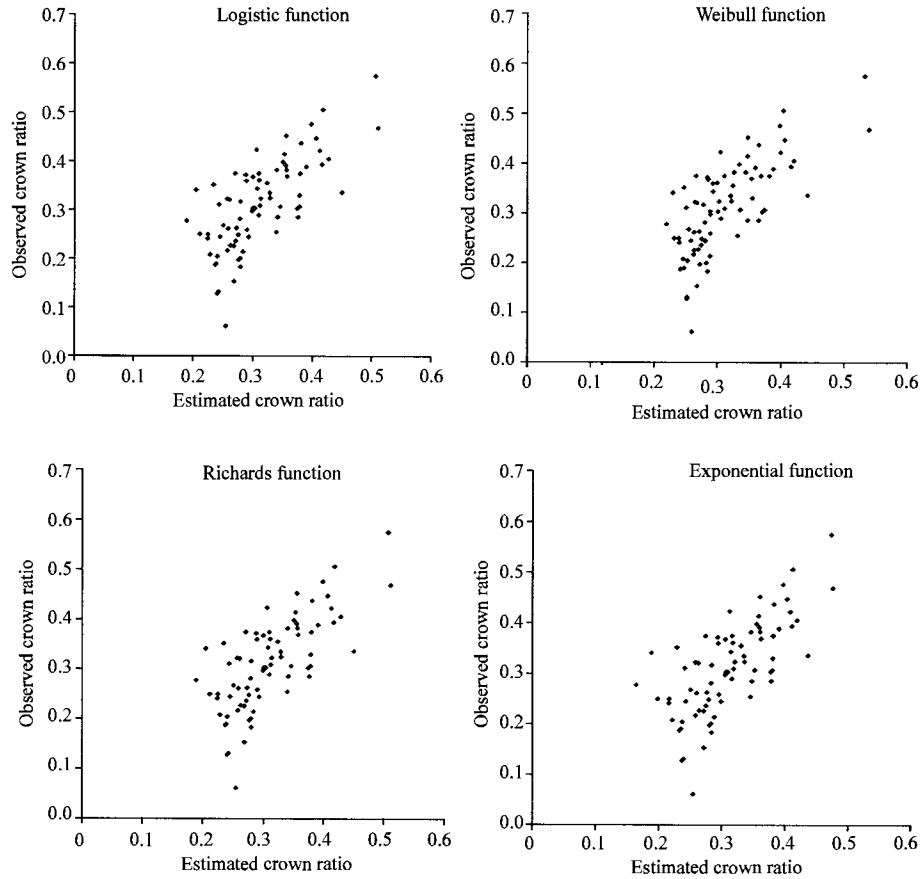 Logistic function
0.7
0.6
0.5
0.4
0.3
0.2
0.1
0.0
Observed crown ratio
0 0.1 0.2 0.3 0.4 0.5 0.6
Estimated crown ratio
Weibull function
0.7
0.6
0.5
0.4
0.3
0.2
0.1
0.0
Observed crown ratio
0 0.1 0.2 0.3 0.4 0.5 0.6
Estimated crown ratio
Richards function
0.7
0.6
0.5
0.4
0.3
0.2
0.1
0.0
Observed crown ratio
0 0.1 0.2 0.3 0.4 0.5 0.6
Estimated crown ratio
Exponential function
0.7
0.6
0.5
0.4
0.3
0.2
0.1
0.0
Observed crown ratio
0 0.1 0.2 0.3 0.4 0.5 0.6
Estimated crown ratio